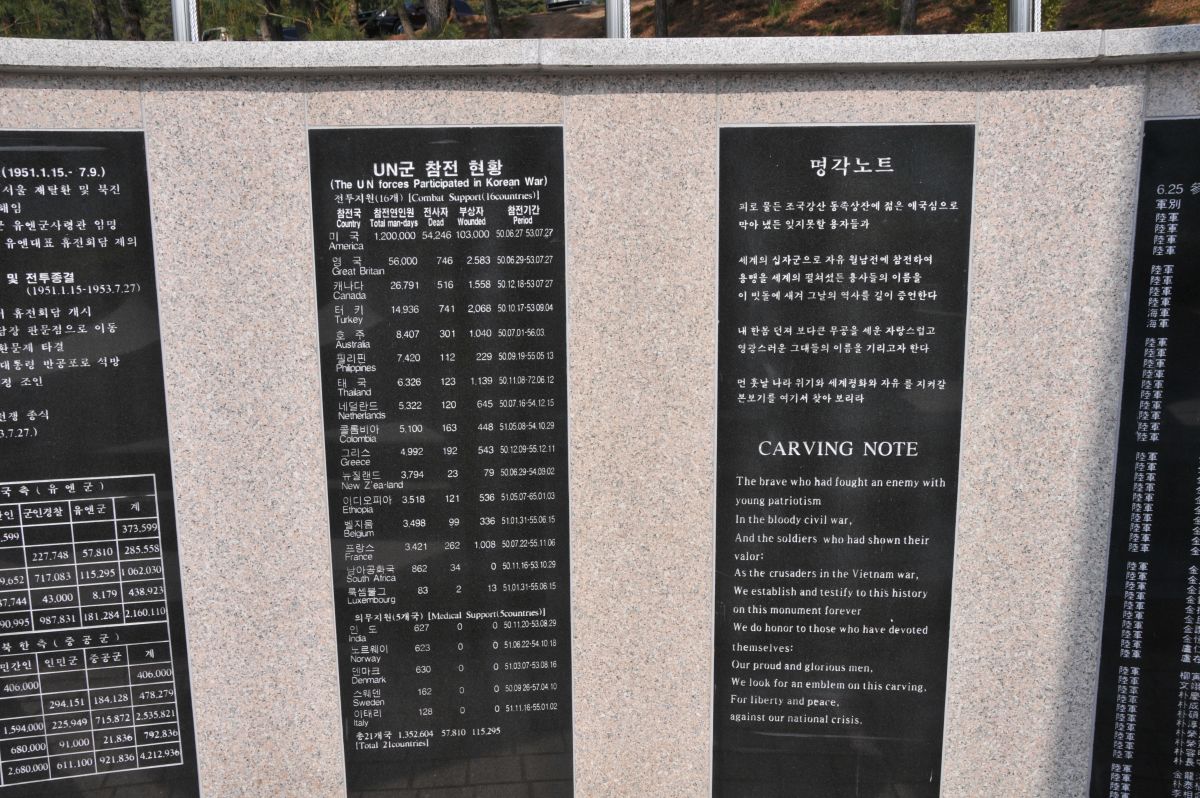 (1951.1.15.- 7.9.)
서울 재탈환 및 북진
유엔군사령관 임명
유엔대표 휴전회담 제의
및 전투종결
(1951.1.15-1953.7.27)
휴전회담 개시
판문점으로 이동
타결
대통령 반공포로 석방
조인
종식
국측 (유엔군)
군인경찰 유엔군 계
373,599
227,748 57,810 285,558
717,083 115,295 1,062,030
43,000 8,179 438,923
987,831 181,284 2,160,110
북한측 (중공군)
민간인 인민군 중공군 계
406,000 406,000
294,151 184,128 478,279
1,594,000 225,949 715,872 2,535,821
680,000 91,000 21,836 792,836
2,680,000 611,100 921,836 4,212,936
UN군 참전 현황
(The UN forces Participated in Korean War)
전투지원(16개) [Combat Support(16countries)]
참전국 참전연인원 전사자 부상자 참전기간
Country Total man-days Dead Wounded Period
미 국 1,200,000 54,246 103,000 50.06.27 53.07.27
America
영 국 56,000 746 2.583 50.06.29-53.07.27
Great Britain
캐나다 26,791 516 1,558 50.12.18-53.07.27
Canada
터 키 14,936 741 2,068 50.10.17-53.09.04
Turkey
호 주 8,407 301 1,040 50.07.01-56.03.
Australia
필리핀 7,420 112 229 50.09.19-55.05.13
Philippines
태 국 6,326 123 1,139 50.11.08-72.06.12
Thailand
네덜란드 5,322 120 645 50.07.16-54.12.15
Netherlands
콜롬비아 5,100 163 448 51.05.08-54.10.29
Colombia
그리스 4,992 192 543 50.12.09-55.12.11
Greece
뉴질랜드 3,794 23 79 50.06.29-54.09.02
New Z'ea-land
이디오피아 3,518 121 536 51.05.07-65.01.03
Ethiopia
벨지움 3,498 99 336 51.01.31-55.06.15
Belgium
프랑스 3,421 262 1,008 50.07.22-55.11.06
France
남아공화국 862 34 0 50.11.16-53.10.29
South Africa
룩셈불그 83 2 13 51.01.31-55.06.15
Luxembourg
의무지원(5개국) [Medical Support(5countries)]
인 도 627 0 0 50.11.20-53.08.29
India
노르웨이 623 0 0 51.06.22-54.10.18
Norway
덴마크 630 0 0 51.03.07-53.08.16
Denmark
스웨덴 162 0 0 50.09.26-57.04.10
Sweden
이태리 128 0 0 51.11.16-55.01.02
Italy
총21개국 1,352,604 57,810 115,295
[Total 21countries]
명각노트
피로 물든 조국강산 동족상잔에 젊은 애국심으로
막아 냈든 잊지못할 용자들과
세계의 십자군으로 자유 월남전에 참전하여
용맹을 세계의 펼쳐섯든 용사들의 이름을
이 빗돌에 새겨 그날의 역사를 길이 증언한다
내 한몸 던져 보다큰 무공을 세운 자랑스럽고
영광스러운 그대들의 이름을 기리고자 한다
먼 훗날 나라 위기와 세계평화와 자유 를 지켜갈
본보기를 여기서 찾아 보리라
CARVING NOTE
The brave who had fought an enemy with
young patriotism
In the bloody civil war,
And the soldiers who had shown their
valor:
As the crusaders in the Vietnam war,
We establish and testify to this history
on this monument forever
We do honor to those who have devoted
themselves:
Our proud and glorious men,
We look for an emblem on this carving,
For liberty and peace,
against our national crisis.
6.25
軍別
陸軍
陸軍
陸軍
陸軍
陸軍
陸軍
陸軍
陸軍
海軍
海軍